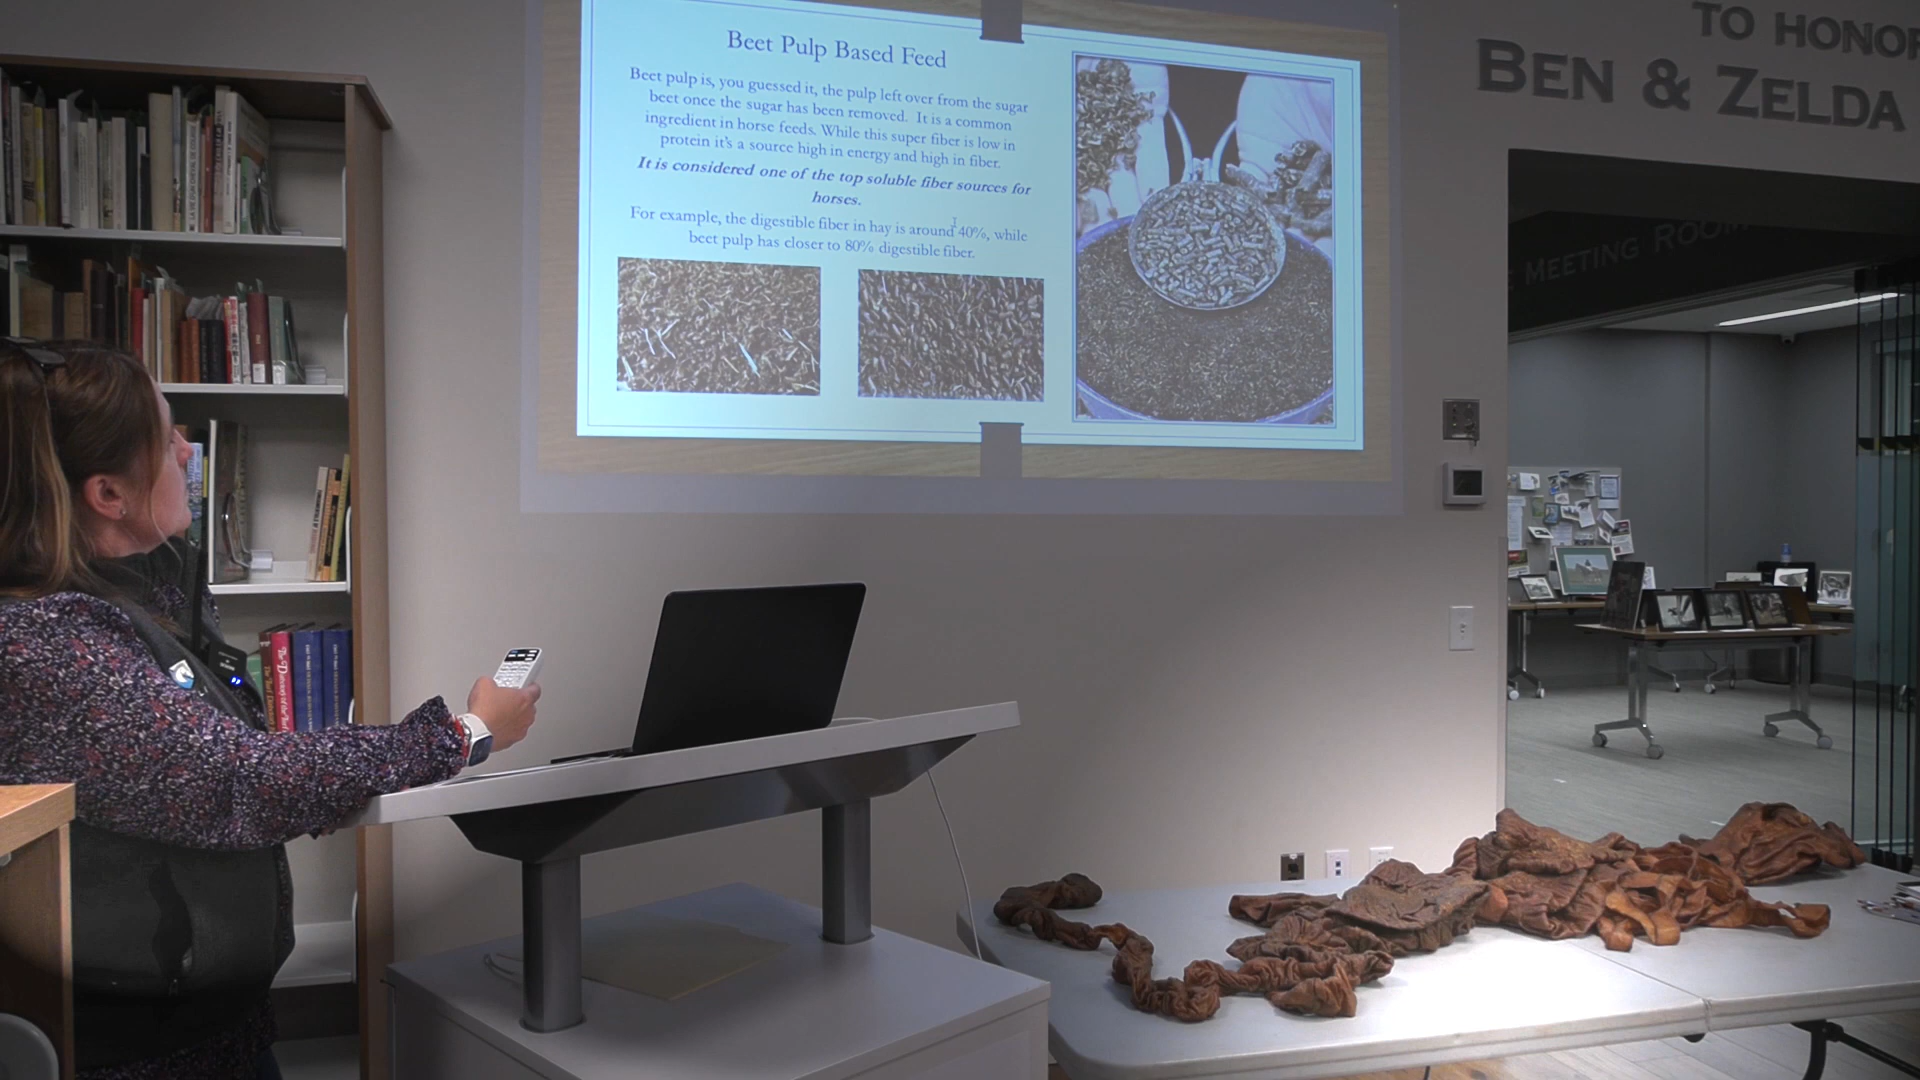 Beet Pulp Based Feed
Beet pulp is, you guessed it, the pulp left over from the sugar
beet once the sugar has been removed. It is a common
ingredient in horse feeds. While this super fiber is low in
protein it's a source high in energy and high in fiber.
It is considered one of the top soluble fiber sources for
horses.
For example, the digestible fiber in hay is around 40%, while
beet pulp has closer to 80% digestible fiber.
TO HONOR
BEN & ZELDA
MEETING ROOM